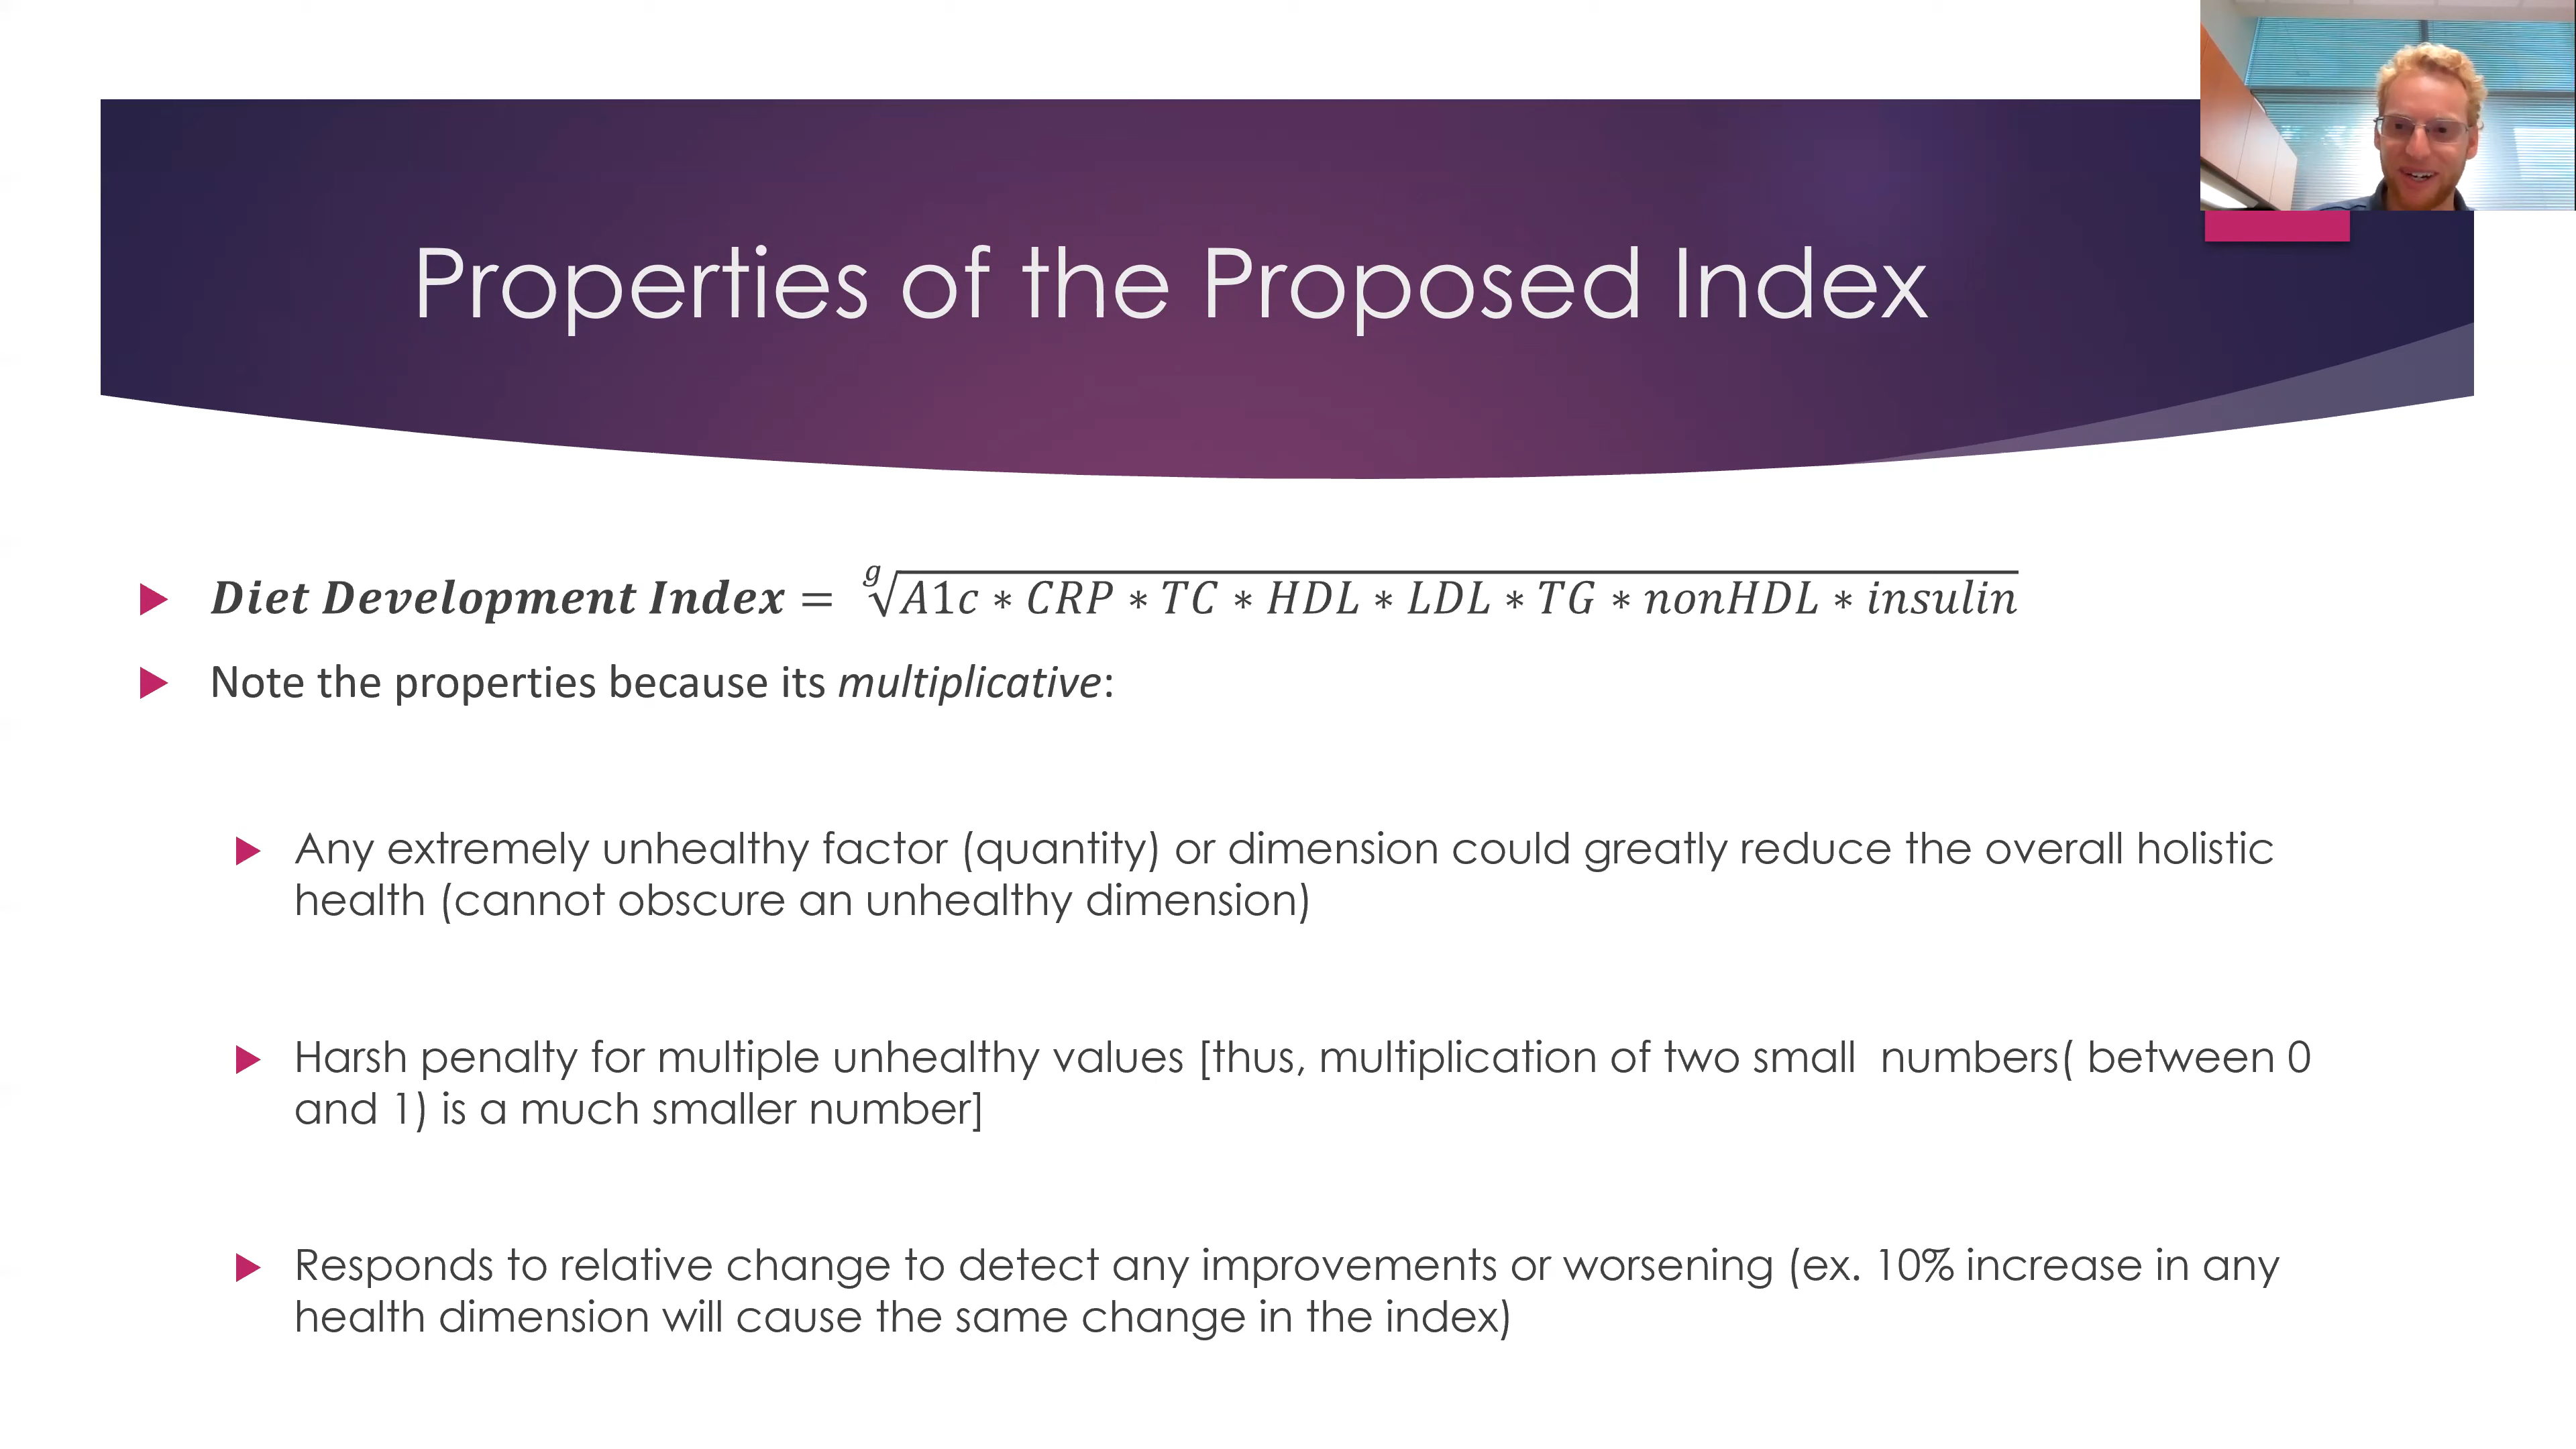 Properties of the Proposed Index
Diet Development Index = ᵍ√A1c * CRP * TC * HDL * LDL * TG * nonHDL * insulin
Note the properties because its multiplicative:
Any extremely unhealthy factor (quantity) or dimension could greatly reduce the overall holistic
health (cannot obscure an unhealthy dimension)
Harsh penalty for multiple unhealthy values [thus, multiplication of two small  numbers( between 0
and 1) is a much smaller number]
Responds to relative change to detect any improvements or worsening (ex. 10% increase in any
health dimension will cause the same change in the index)